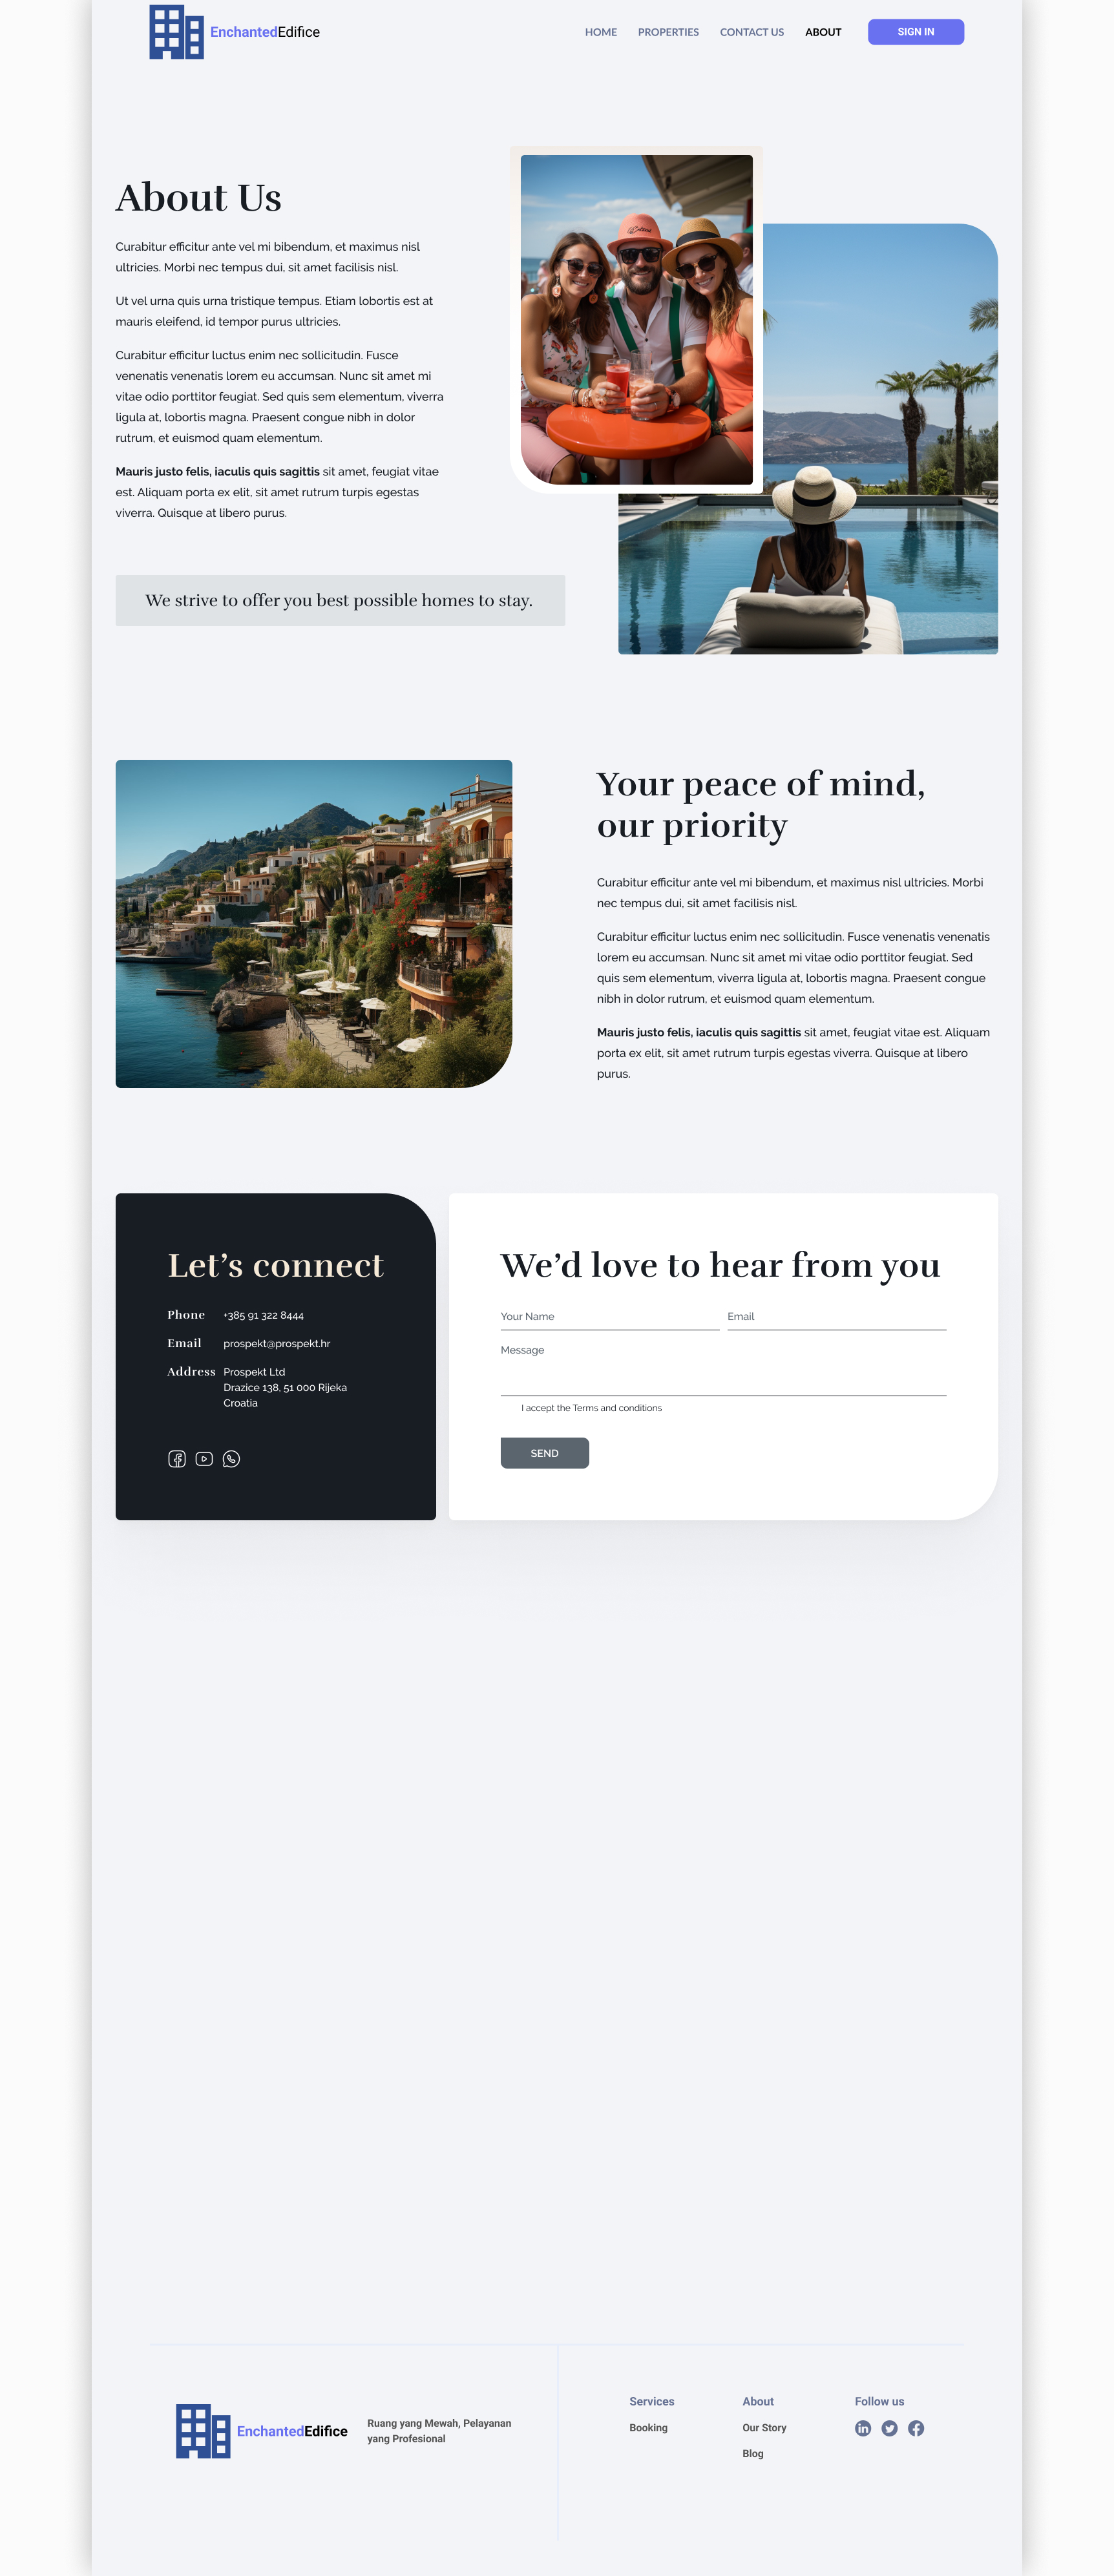 EnchantedEdifice
HOME PROPERTIES CONTACT US ABOUT SIGN IN
About Us
Curabitur efficitur ante vel mi bibendum, et maximus nisl
ultricies. Morbi nec tempus dui, sit amet facilisis nisl.
Ut vel urna quis urna tristique tempus. Etiam lobortis est at
mauris eleifend, id tempor purus ultricies.
Curabitur efficitur luctus enim nec sollicitudin. Fusce
venenatis venenatis lorem eu accumsan. Nunc sit amet mi
vitae odio porttitor feugiat. Sed quis sem elementum, viverra
ligula at, lobortis magna. Praesent congue nibh in dolor
rutrum, et euismod quam elementum.
Mauris justo felis, iaculis quis sagittis sit amet, feugiat vitae
est. Aliquam porta ex elit, sit amet rutrum turpis egestas
viverra. Quisque at libero purus.
We strive to offer you best possible homes to stay.
Your peace of mind,
our priority
Curabitur efficitur ante vel mi bibendum, et maximus nisl ultricies. Morbi
nec tempus dui, sit amet facilisis nisl.
Curabitur efficitur luctus enim nec sollicitudin. Fusce venenatis venenatis
lorem eu accumsan. Nunc sit amet mi vitae odio porttitor feugiat. Sed
quis sem elementum, viverra ligula at, lobortis magna. Praesent congue
nibh in dolor rutrum, et euismod quam elementum.
Mauris justo felis, iaculis quis sagittis sit amet, feugiat vitae est. Aliquam
porta ex elit, sit amet rutrum turpis egestas viverra. Quisque at libero
purus.
Let’s connect
Phone +385 91 322 8444
Email prospekt@prospekt.hr
Address Prospekt Ltd
Drazice 138, 51 000 Rijeka
Croatia
We’d love to hear from you
Your Name Email
Message
I accept the Terms and conditions
SEND
EnchantedEdifice
Ruang yang Mewah, Pelayanan
yang Profesional
Services About Follow us
Booking Our Story
Blog